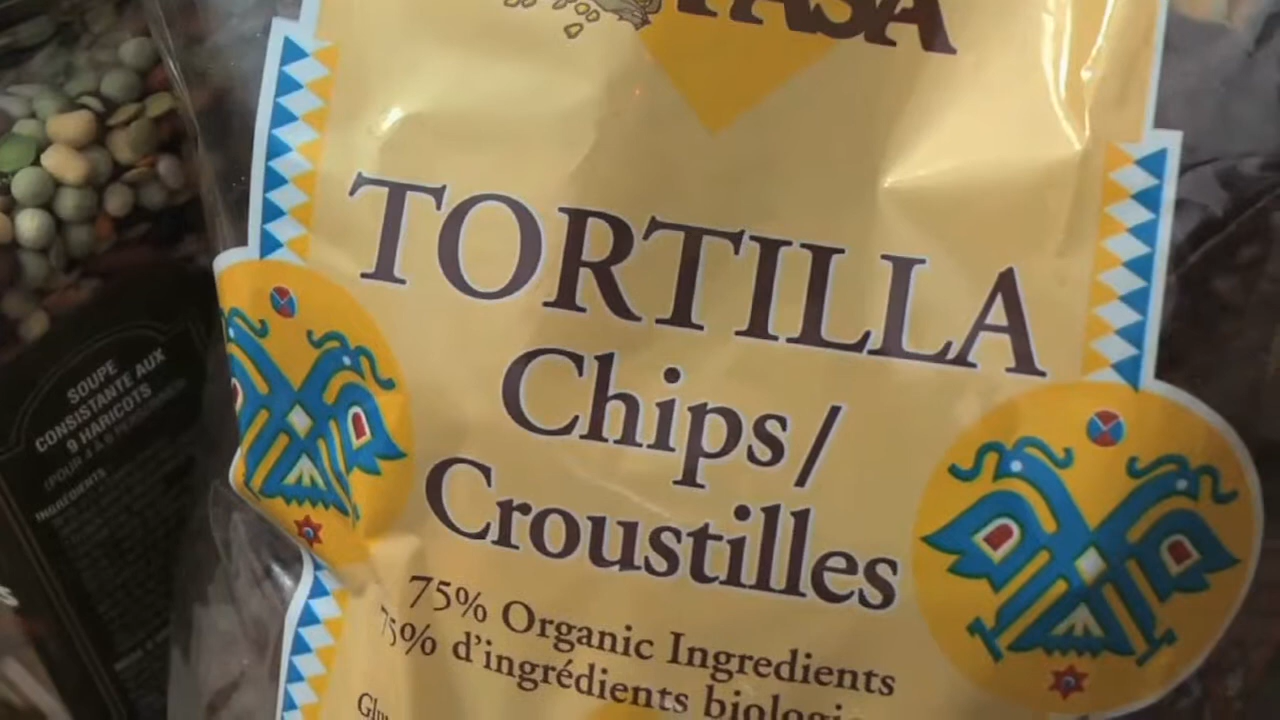 TORTILLA
Chips/
Croustilles
75% Organic Ingredients
75% d'ingrédients
SOUPE
CONSISTANTE AUX
9 HARICOTS
INGRÉDIENTS